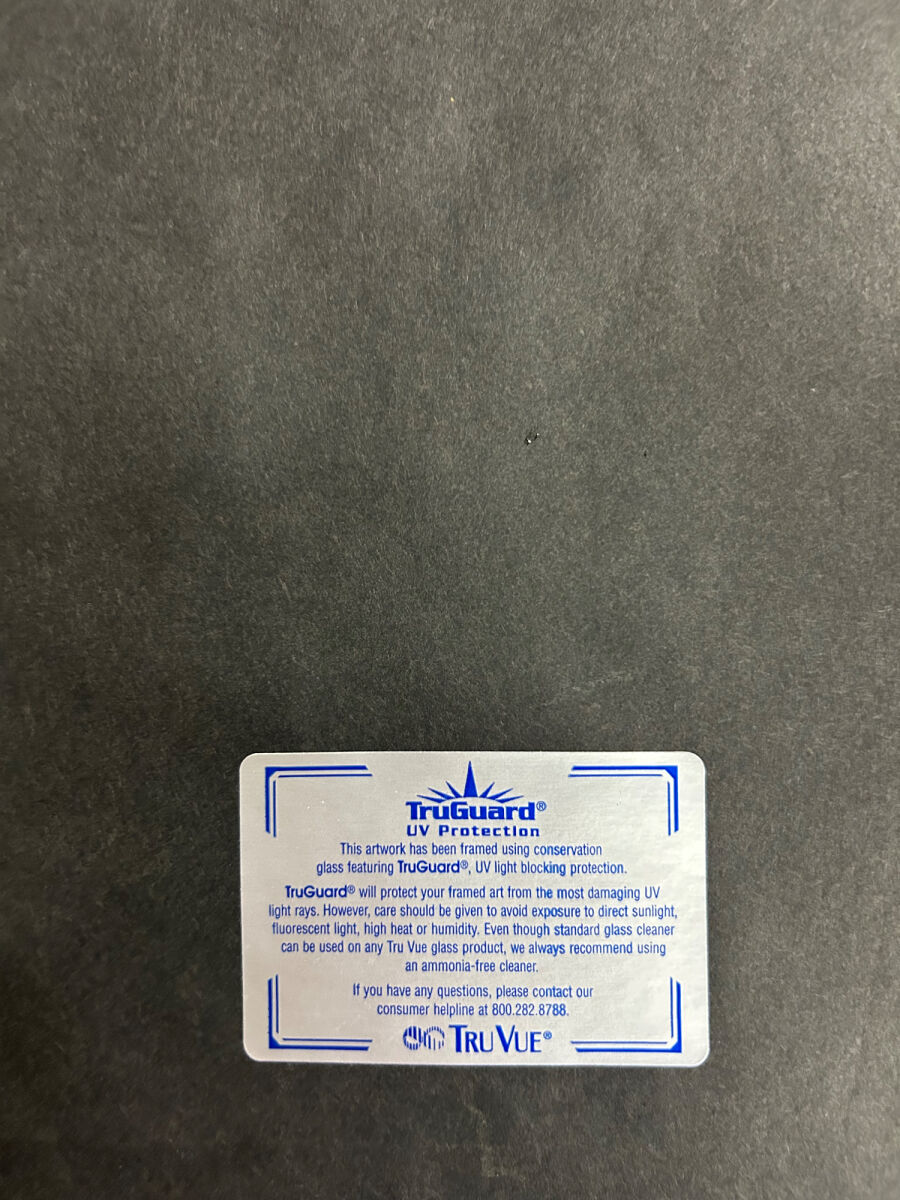 TruGuard®
UV Protection
This artwork has been framed using conservation
glass featuring TruGuard®, UV light blocking protection.
TruGuard® will protect your framed art from the most damaging UV
light rays. However, care should be given to avoid exposure to direct sunlight,
fluorescent light, high heat or humidity. Even though standard glass cleaner
can be used on any Tru Vue glass product, we always recommend using
an ammonia-free cleaner.
If you have any questions, please contact our
consumer helpline at 800.282.8788.
TRU VUE®